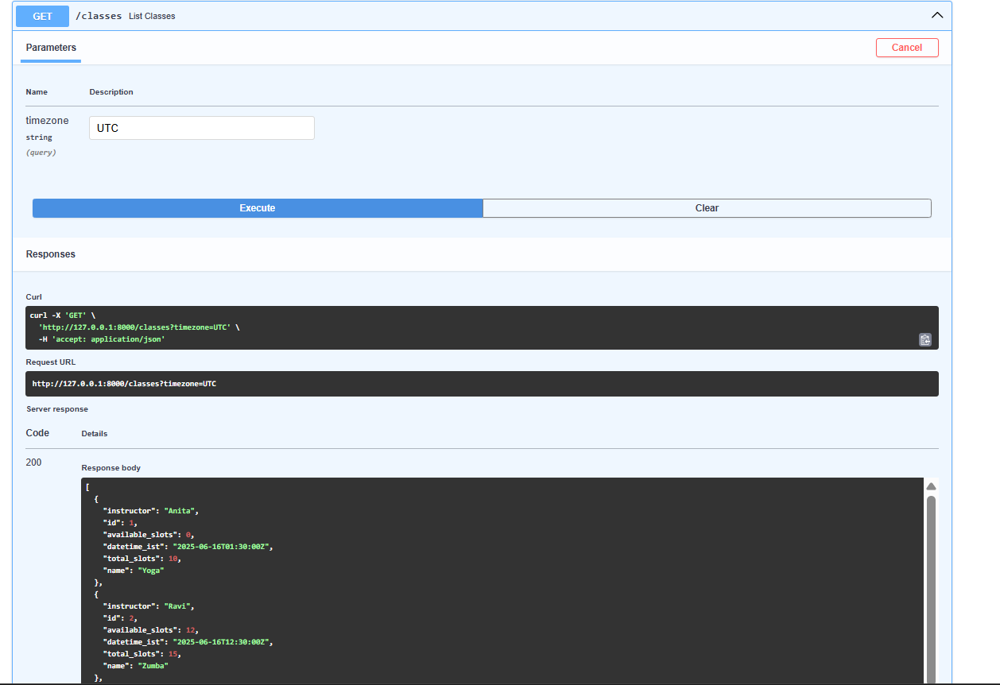 GET /classes List Classes
Parameters
Cancel
Name Description
timezone
string
(query)
UTC
Execute Clear
Responses
Curl
curl -X 'GET' \
  'http://127.0.0.1:8000/classes?timezone=UTC' \
  -H 'accept: application/json'
Request URL
http://127.0.0.1:8000/classes?timezone=UTC
Server response
Code Details
200
Response body
[
  {
    "instructor": "Anita",
    "id": 1,
    "available_slots": 0,
    "datetime_ist": "2025-06-16T01:30:00Z",
    "total_slots": 10,
    "name": "Yoga"
  },
  {
    "instructor": "Ravi",
    "id": 2,
    "available_slots": 12,
    "datetime_ist": "2025-06-16T12:30:00Z",
    "total_slots": 15,
    "name": "Zumba"
  },